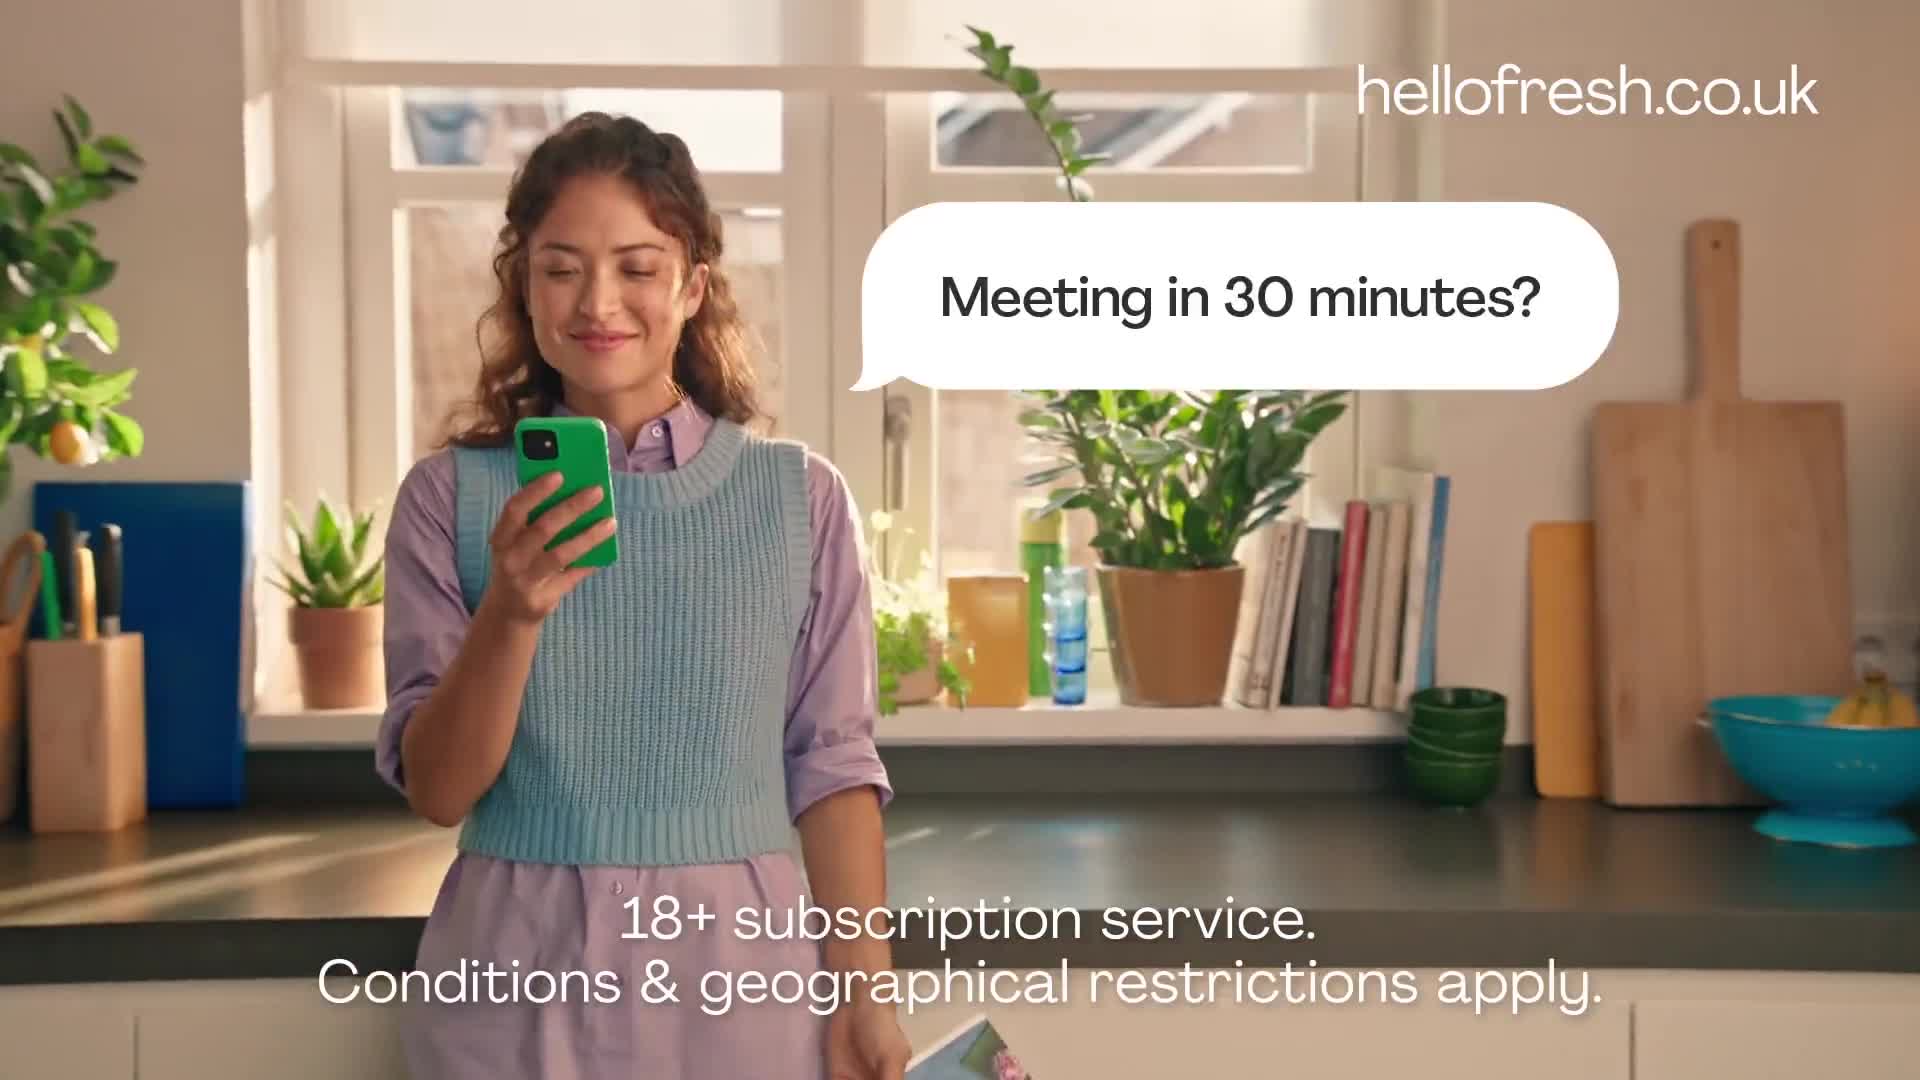 hellofresh.co.uk
Meeting in 30 minutes?
18+ subscription service.
Conditions & geographical restrictions apply.